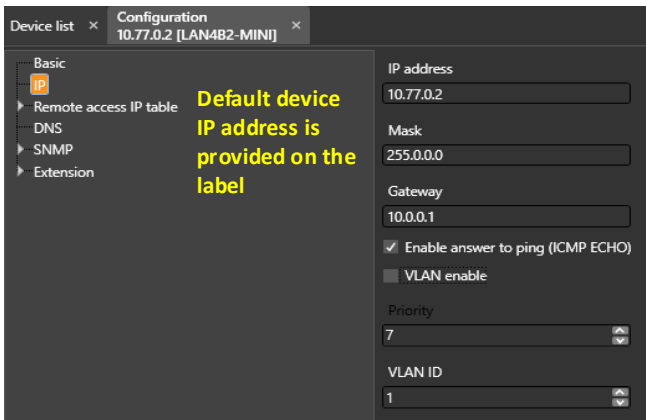 Device list ×
Configuration
10.77.0.2 [LAN4B2-MINI] ×
Basic
IP
Remote access IP table
DNS
SNMP
Extension
Default device
IP address is
provided on the
label
IP address
10.77.0.2
Mask
255.0.0.0
Gateway
10.0.0.1
Enable answer to ping (ICMP ECHO)
VLAN enable
Priority
7
VLAN ID
1